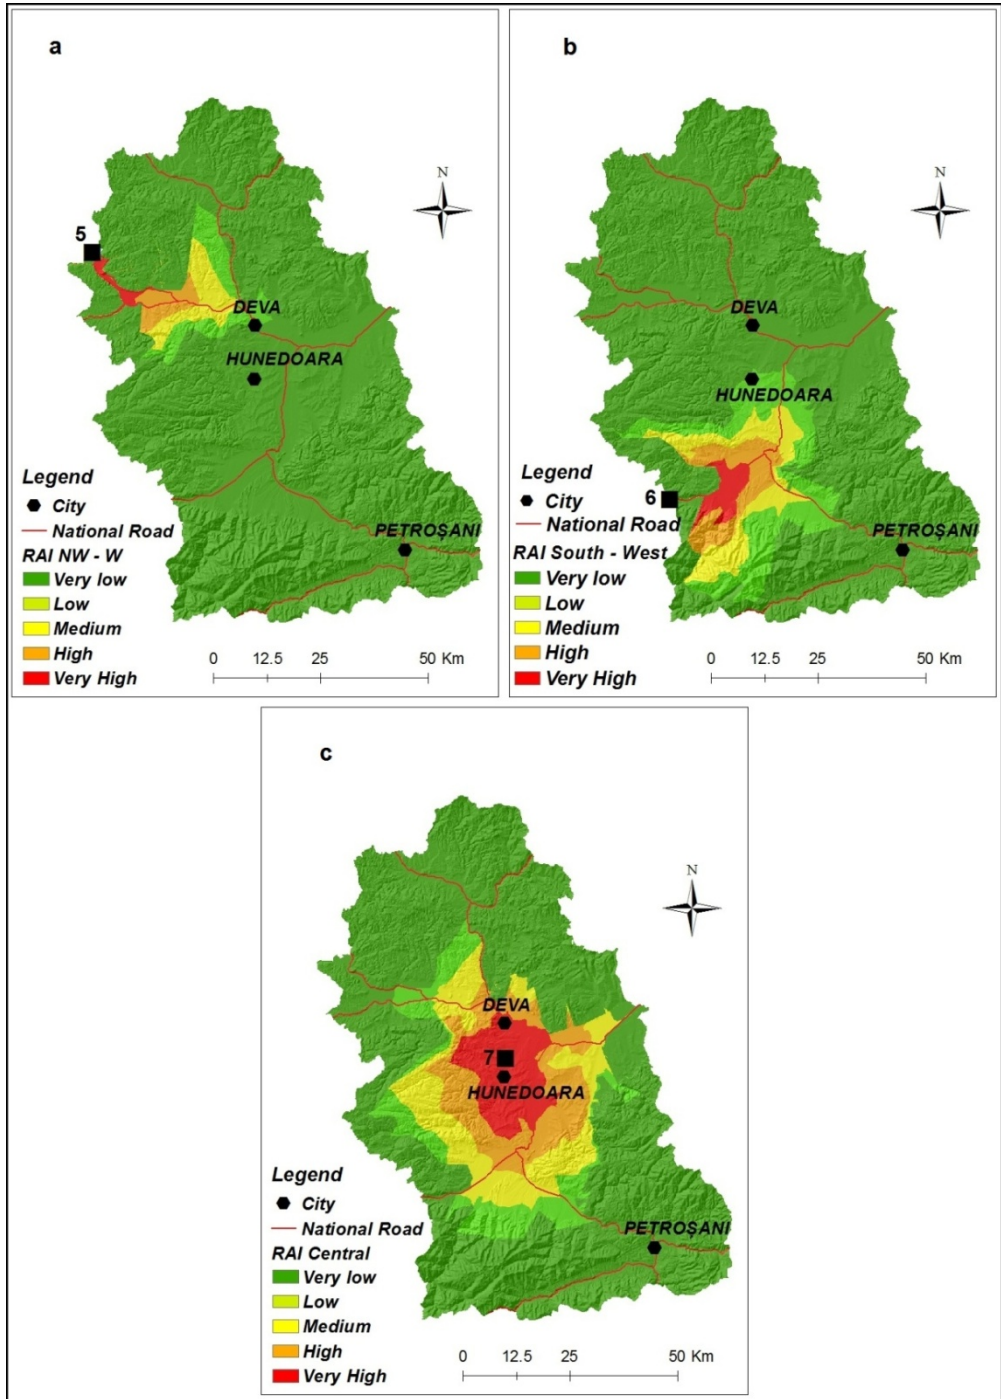 a
N
5
DEVA
HUNEDOARA
PETROȘANI
Legend
City
National Road
RAI NW - W
Very low
Low
Medium
High
Very High
0 12.5 25 50 Km
b
N
DEVA
HUNEDOARA
6
PETROȘANI
Legend
City
National Road
RAI South - West
Very low
Low
Medium
High
Very High
0 12.5 25 50 Km
c
N
DEVA
7
HUNEDOARA
PETROȘANI
Legend
City
National Road
RAI Central
Very low
Low
Medium
High
Very High
0 12.5 25 50 Km